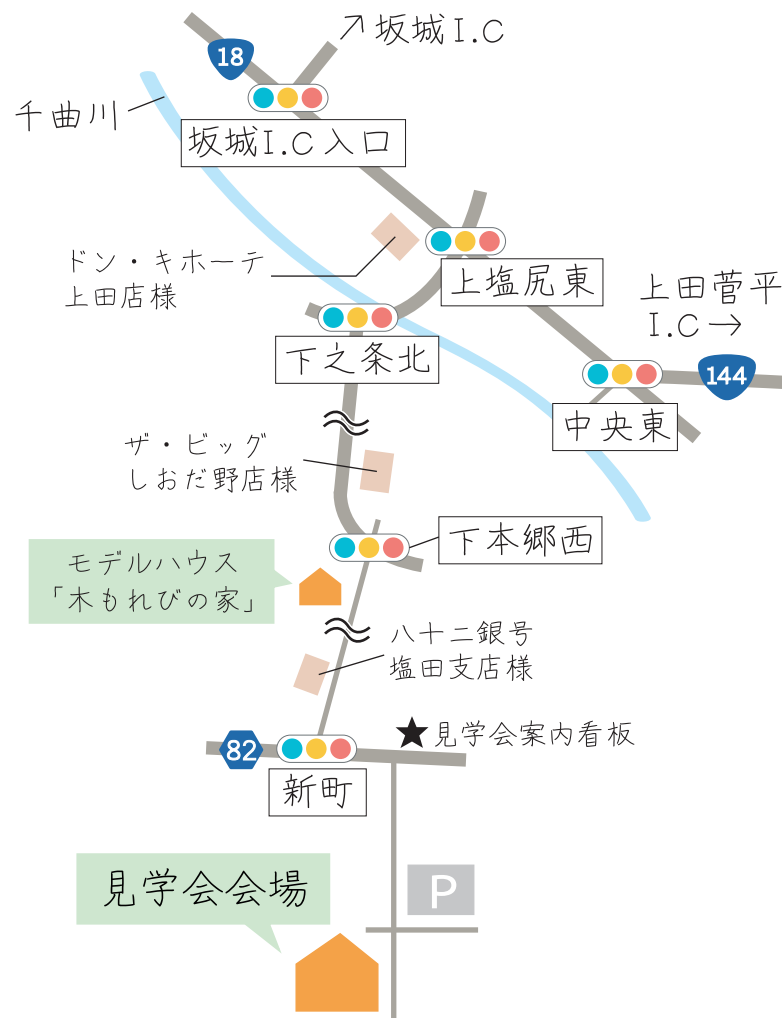 ↗坂城I.C
18
千曲川
坂城I.C入口
ドン・キホーテ
上田店様
上塩尻東
上田菅平
I.C→
下之条北
144
中央東
ザ・ビッグ
しおだ野店様
下本郷西
モデルハウス
「木もれびの家」
八十二銀号
塩田支店様
★見学会案内看板
82
新町
見学会会場
P